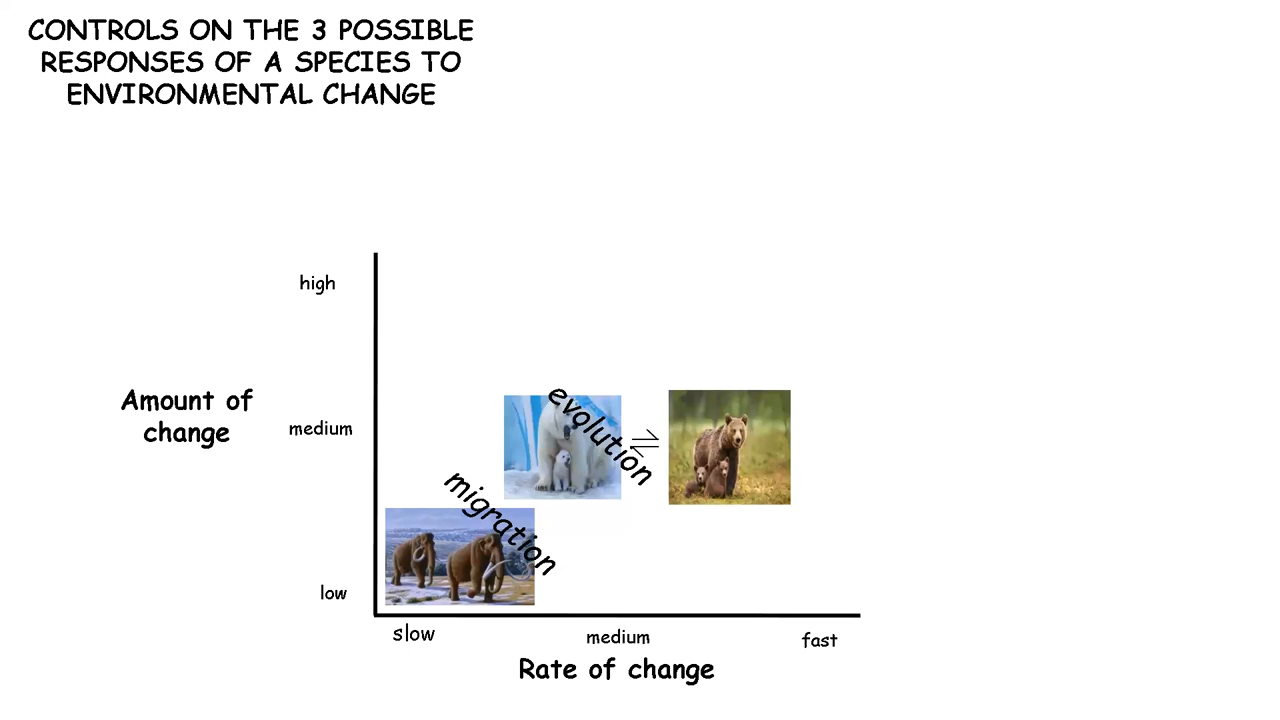 CONTROLS ON THE 3 POSSIBLE
RESPONSES OF A SPECIES TO
ENVIRONMENTAL CHANGE
high
Amount of
change
medium
evolution
migration
low
slow
medium
fast
Rate of change